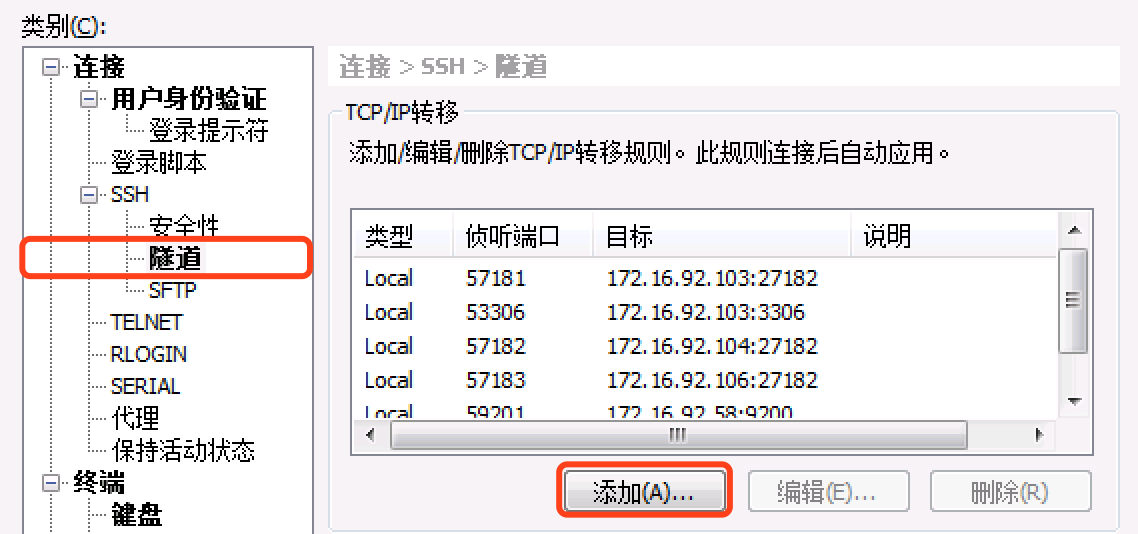 类别(C):
连接
用户身份验证
登录提示符
登录脚本
SSH
安全性
隧道
SFTP
TELNET
RLOGIN
SERIAL
代理
保持活动状态
终端
键盘
连接 > SSH > 隧道
TCP/IP转移
添加/编辑/删除TCP/IP转移规则。此规则连接后自动应用。
类型 侦听端口 目标 说明
Local 57181 172.16.92.103:27182
Local 53306 172.16.92.103:3306
Local 57182 172.16.92.104:27182
Local 57183 172.16.92.106:27182
Local 59201 172.16.92.58:9200
添加(A)... 编辑(E)... 删除(R)